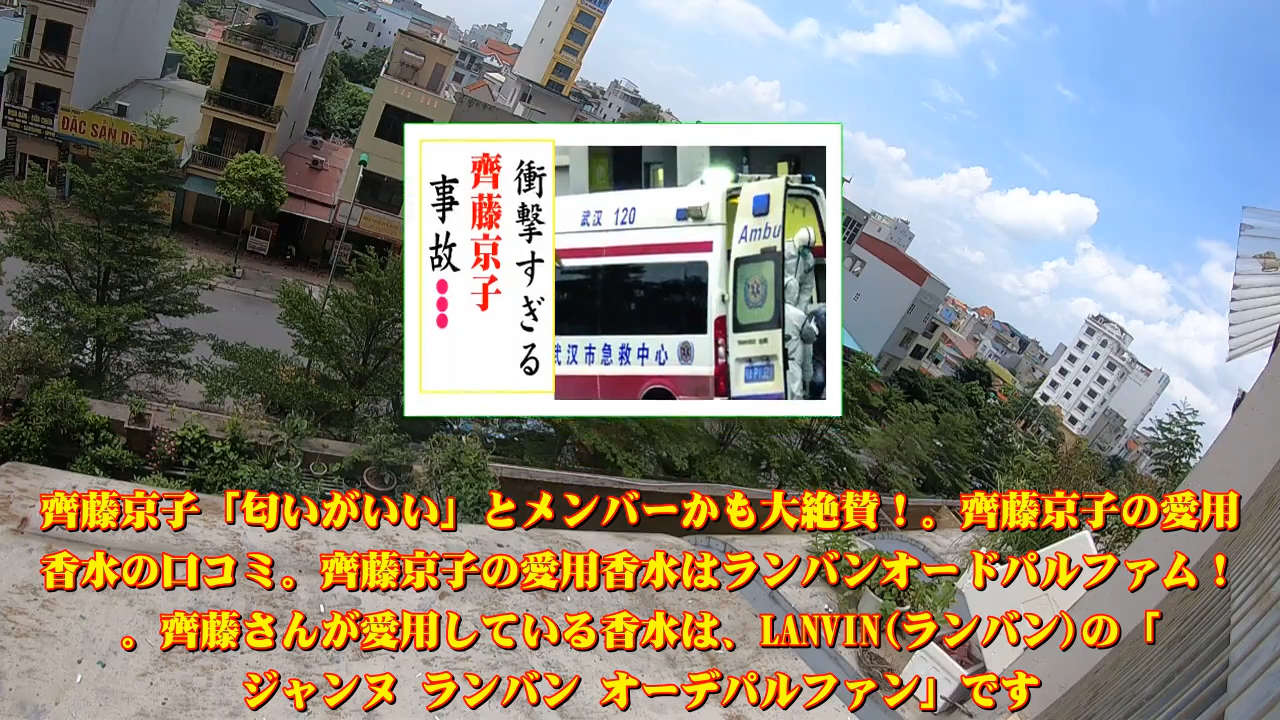 ĐẶC SẢN DÊ
衝撃すぎる
齊藤京子
事故●●●
武汉 120
Ambu
武汉市急救中心
齊藤京子「匂いがいい」とメンバーかも大絶賛！。齊藤京子の愛用
香水の口コミ。齊藤京子の愛用香水はランバンオードパルファム！
。齊藤さんが愛用している香水は、LANVIN(ランバン)の「
ジャンヌ ランバン オーデパルファン」です